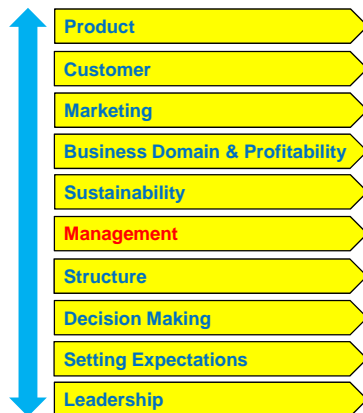 Product
Customer
Marketing
Business Domain & Profitability
Sustainability
Management
Structure
Decision Making
Setting Expectations
Leadership